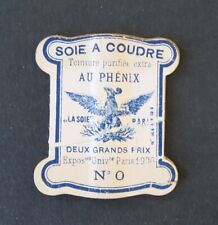 SOIE A COUDRE
Teinture purifiée extra
AU PHÉNIX
"LA SOIE" PARIS
DEUX GRANDS PRIX
Expos^on Univ^lle Paris 1900
N° 0